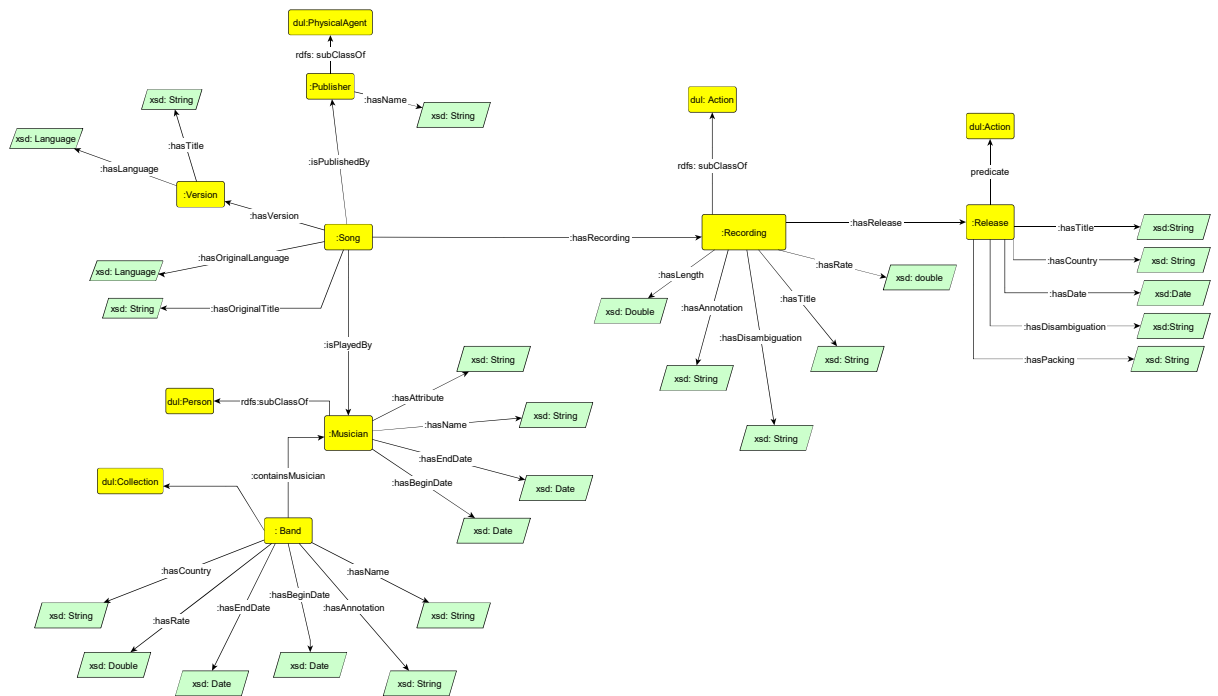 dul:PhysicalAgent
rdfs: subClassOf
:Publisher
:hasName
xsd: String
xsd: String
:hasTitle
xsd: Language
:hasLanguage
:Version
:isPublishedBy
:hasVersion
:Song
:hasOriginalLanguage
xsd: Language
xsd: String
:hasOriginalTitle
:hasRecording
dul: Action
rdfs: subClassOf
:Recording
:hasRelease
:hasLength
:hasRate
xsd: double
xsd: Double
:hasAnnotation
:hasTitle
:hasDisambiguation
xsd: String
xsd: String
xsd: String
dul:Action
predicate
:Release
:hasTitle
xsd:String
:hasCountry
xsd: String
:hasDate
xsd:Date
:hasDisambiguation
xsd:String
:hasPacking
xsd: String
:isPlayedBy
xsd: String
dul:Person
rdfs:subClassOf
:hasAttribute
:Musician
:hasName
xsd: String
:hasEndDate
xsd: Date
:hasBeginDate
xsd: Date
:containsMusician
dul:Collection
: Band
:hasCountry
xsd: String
:hasRate
xsd: Double
:hasEndDate
xsd: Date
:hasBeginDate
xsd: Date
:hasAnnotation
xsd: String
:hasName
xsd: String